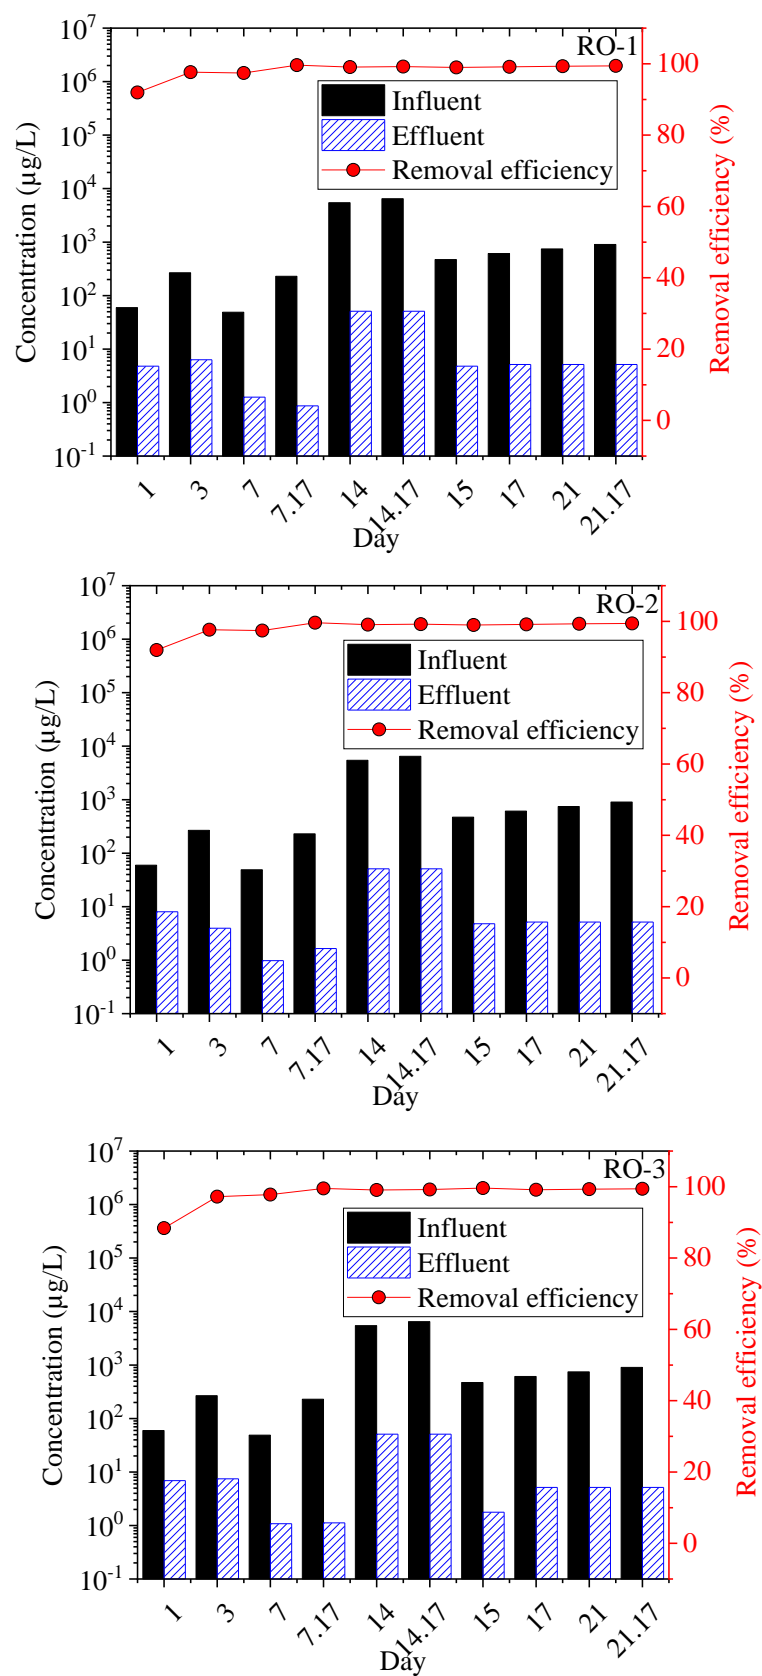 RO-1
Influent
Effluent
Removal efficiency
Concentration (µg/L)
10^7
10^6
10^5
10^4
10^3
10^2
10^1
10^0
10^-1
100
80
60
40
20
0
Removal efficiency (%)
1 3 7 7.17 14 14.17 15 17 21 21.17
Day
RO-2
Influent
Effluent
Removal efficiency
Concentration (µg/L)
10^7
10^6
10^5
10^4
10^3
10^2
10^1
10^0
10^-1
100
80
60
40
20
0
Removal efficiency (%)
1 3 7 7.17 14 14.17 15 17 21 21.17
Day
RO-3
Influent
Effluent
Removal efficiency
Concentration (µg/L)
10^7
10^6
10^5
10^4
10^3
10^2
10^1
10^0
10^-1
100
80
60
40
20
0
Removal efficiency (%)
1 3 7 7.17 14 14.17 15 17 21 21.17
Day